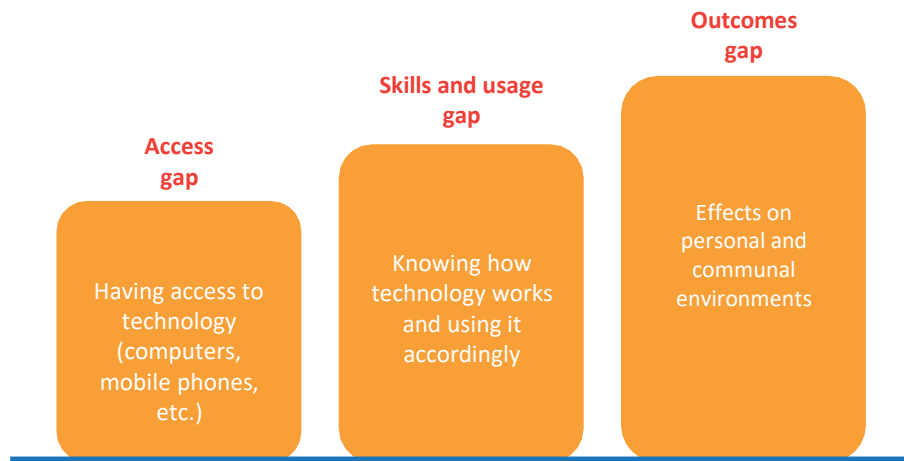 Access
gap
Having access to
technology
(computers,
mobile phones,
etc.)
Skills and usage
gap
Knowing how
technology works
and using it
accordingly
Outcomes
gap
Effects on
personal and
communal
environments